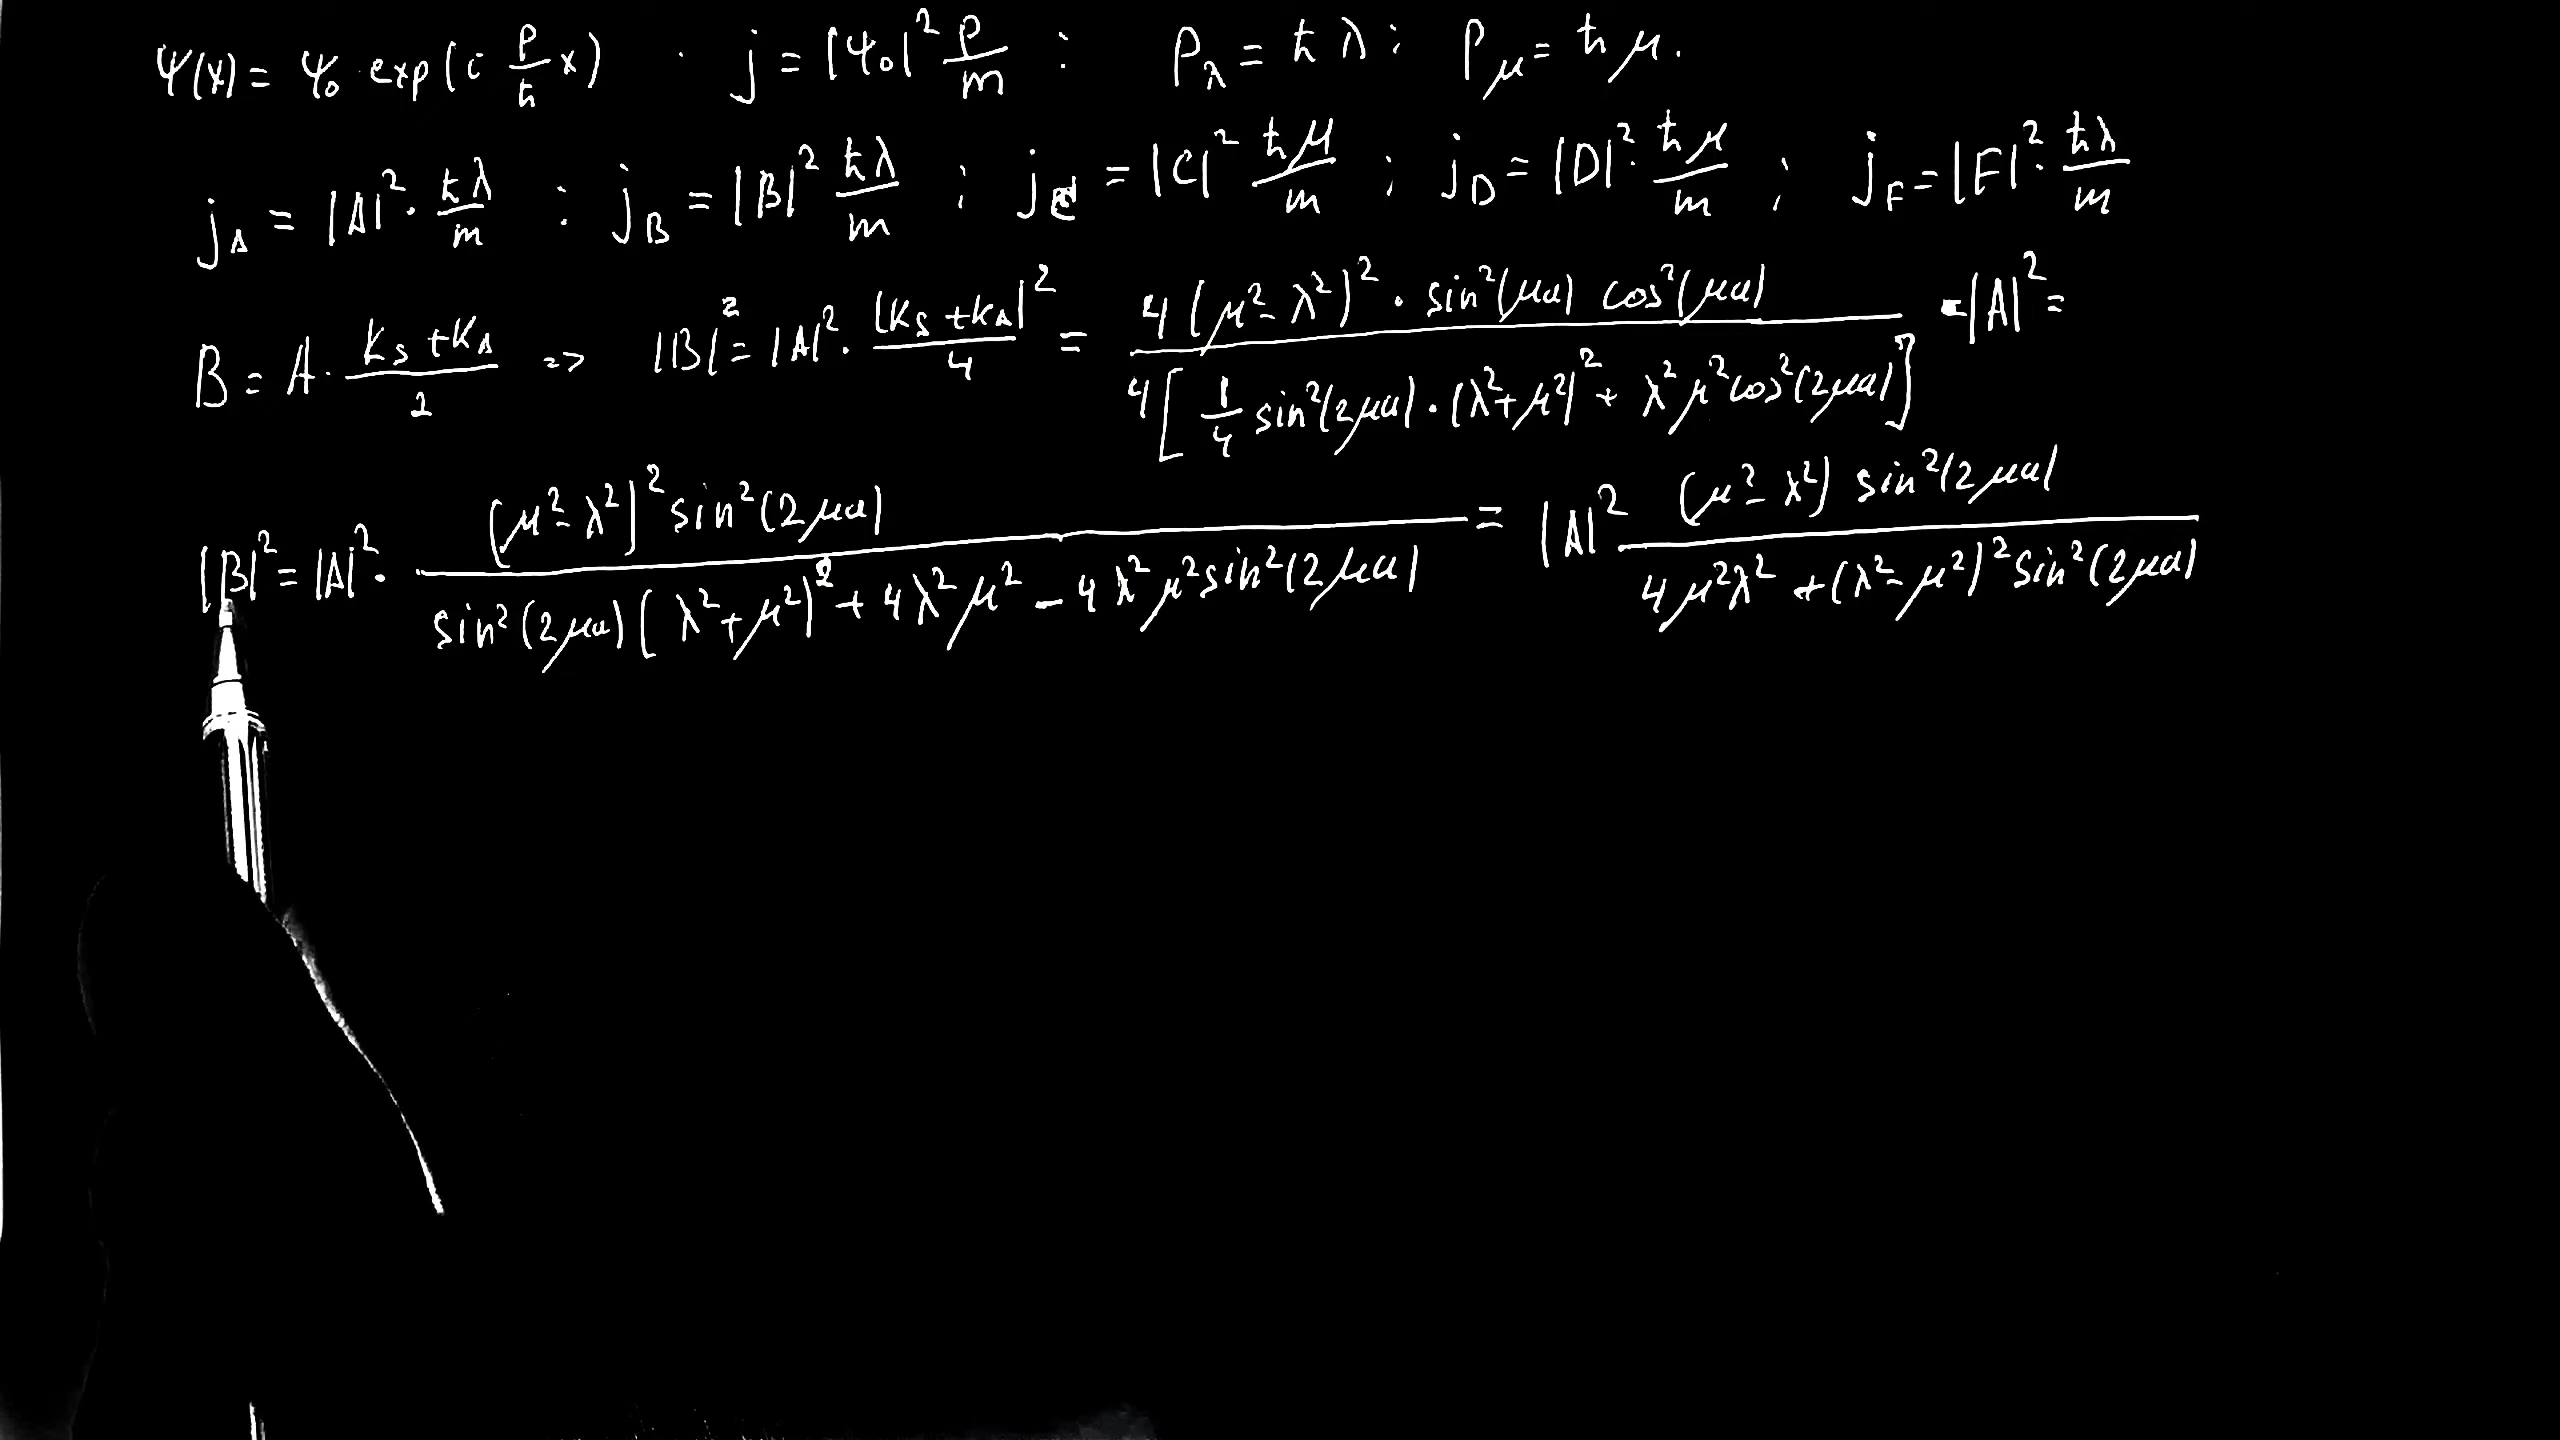 Ψ(x) = Ψ₀ · exp(i p/ħ x) . j = |Ψ₀|² p/m ; P_λ = ħ λ ; P_μ = ħ μ.
j_A = |A|² · ħλ/m ; j_B = |B|² ħλ/m ; j_C = |C|² ħμ/m ; j_D = |D|² · ħμ/m ; j_F = |F|² · ħλ/m
B = A · (K_S + K_A)/2 => |B|² = |A|² · |K_S + K_A|²/4 = 4(μ² - λ²)² · sin²(μa) cos²(μa) / 4[1/4 sin²(2μa) · (λ² + μ²)² + λ²μ² cos²(2μa)] · |A|² =
|B|² = |A|² · (μ² - λ²)² sin²(2μa) / sin²(2μa)(λ² + μ²)² + 4λ²μ² - 4λ²μ² sin²(2μa) = |A|² (μ² - λ²) sin²(2μa) / 4μ²λ² + (λ² - μ²)² sin²(2μa)